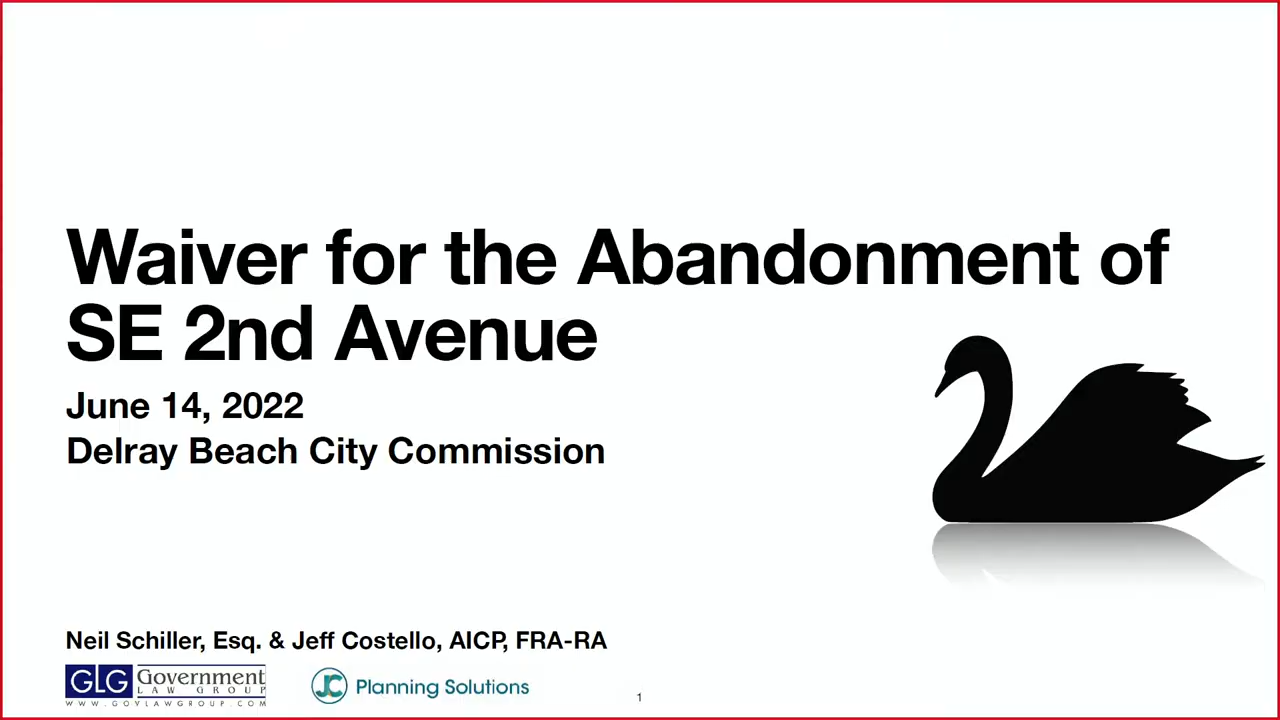 Waiver for the Abandonment of
SE 2nd Avenue
June 14, 2022
Delray Beach City Commission
Neil Schiller, Esq. & Jeff Costello, AICP, FRA-RA
GLG Government
LAW GROUP
WWW.GOVLAWGROUP.COM
JC Planning Solutions
1